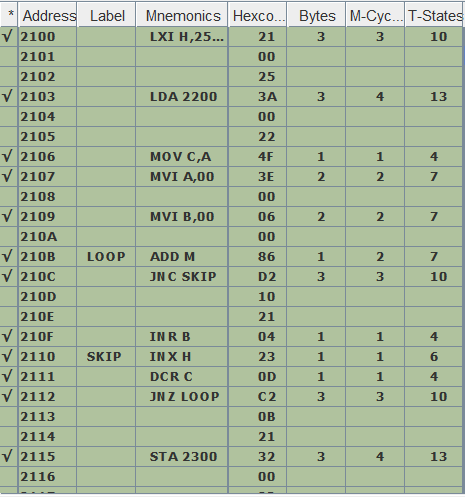 * Address Label Mnemonics Hexco... Bytes M-Cyc... T-States
√ 2100 LXI H,25... 21 3 3 10
2101 00
2102 25
√ 2103 LDA 2200 3A 3 4 13
2104 00
2105 22
√ 2106 MOV C,A 4F 1 1 4
√ 2107 MVI A,00 3E 2 2 7
2108 00
√ 2109 MVI B,00 06 2 2 7
210A 00
√ 210B LOOP ADD M 86 1 2 7
√ 210C JNC SKIP D2 3 3 10
210D 10
210E 21
√ 210F INR B 04 1 1 4
√ 2110 SKIP INX H 23 1 1 6
√ 2111 DCR C 0D 1 1 4
√ 2112 JNZ LOOP C2 3 3 10
2113 0B
2114 21
√ 2115 STA 2300 32 3 4 13
2116 00